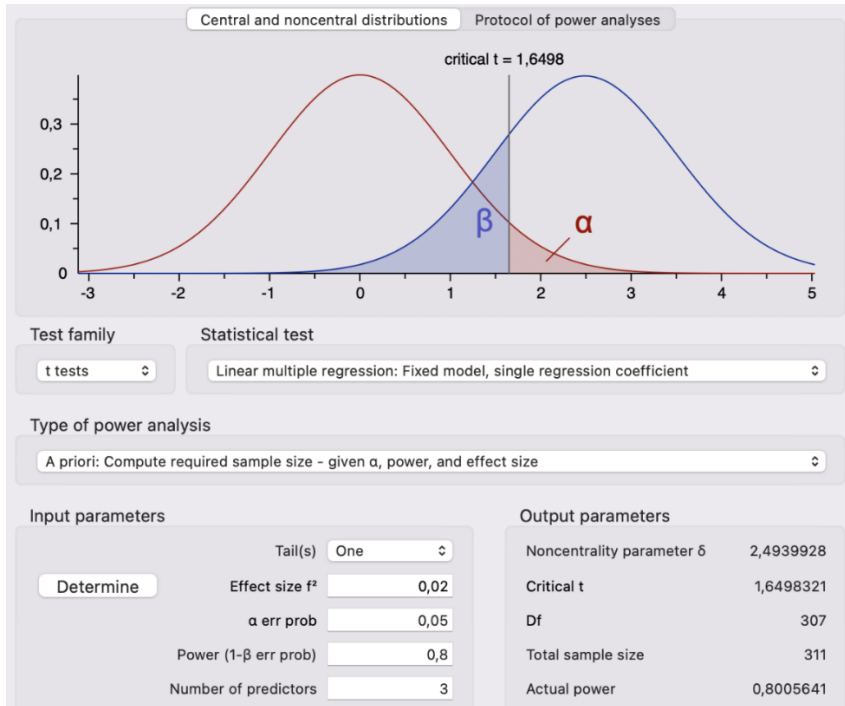 Central and noncentral distributions Protocol of power analyses
critical t = 1,6498
0,3
0,2
0,1
0
β
α
-3 -2 -1 0 1 2 3 4 5
Test family Statistical test
t tests Linear multiple regression: Fixed model, single regression coefficient
Type of power analysis
A priori: Compute required sample size - given α, power, and effect size
Input parameters Output parameters
Tail(s) One Noncentrality parameter δ 2,4939928
Determine Effect size f² 0,02 Critical t 1,6498321
α err prob 0,05 Df 307
Power (1-β err prob) 0,8 Total sample size 311
Number of predictors 3 Actual power 0,8005641